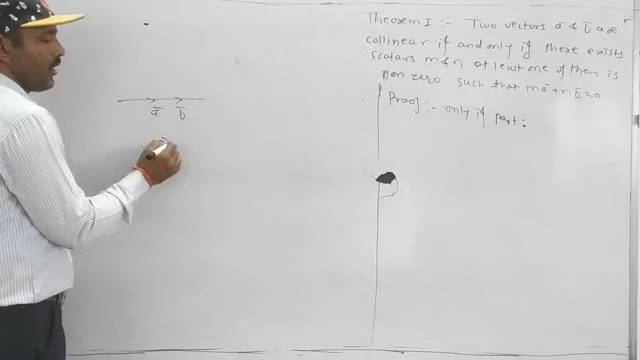 Theorem I :- Two vectors a̅ & b̅ are
collinear if and only if there exists
scalars m & n at least one of them is
non zero such that ma̅ + nb̅ = 0
Proof :- only if part :
a̅ b̅